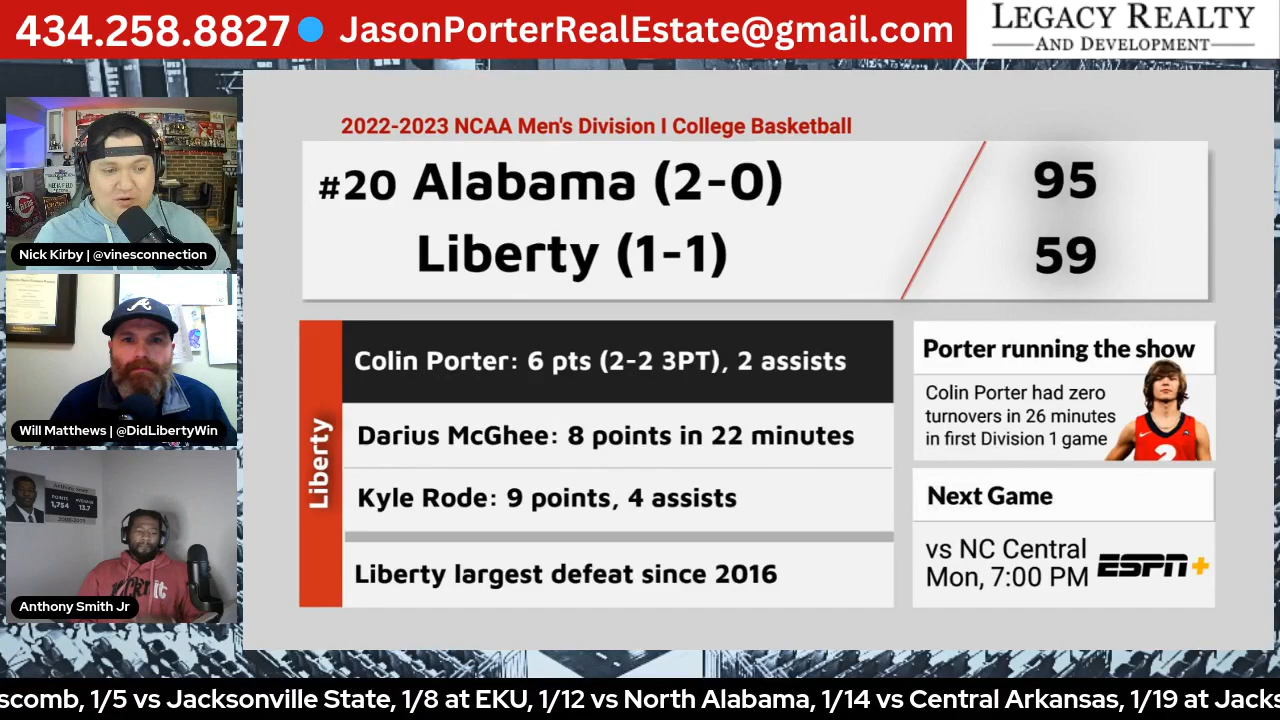 434.258.8827
JasonPorterRealEstate@gmail.com
LEGACY REALTY
AND DEVELOPMENT
Nick Kirby | @vinesconnection
Will Matthews | @DidLibertyWin
POINTS
1,754
AVERAGE
13.7
Anthony Smith Jr
2022-2023 NCAA Men's Division I College Basketball
#20 Alabama (2-0) 95
Liberty (1-1) 59
Liberty
Colin Porter: 6 pts (2-2 3PT), 2 assists
Darius McGhee: 8 points in 22 minutes
Kyle Rode: 9 points, 4 assists
Liberty largest defeat since 2016
Porter running the show
Colin Porter had zero
turnovers in 26 minutes
in first Division 1 game
Next Game
vs NC Central
Mon, 7:00 PM
ESPN+
scomb, 1/5 vs Jacksonville State, 1/8 at EKU, 1/12 vs North Alabama, 1/14 vs Central Arkansas, 1/19 at Jacks